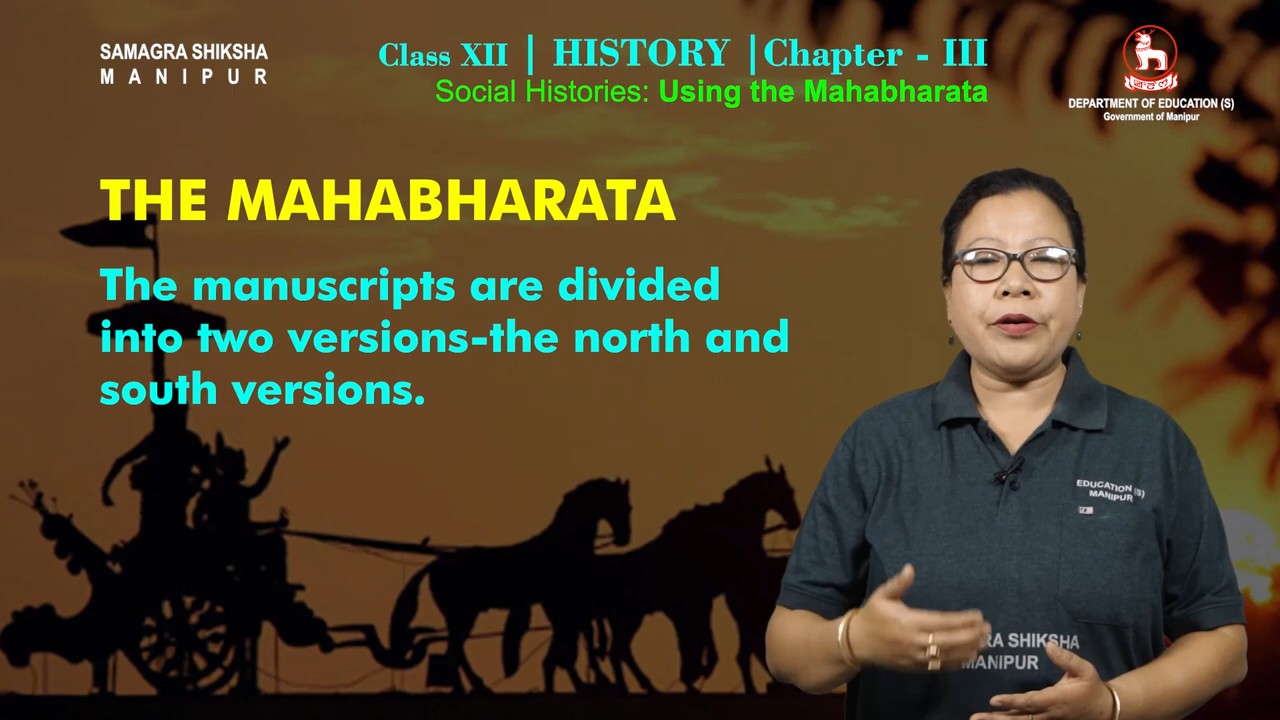 SAMAGRA SHIKSHA
MANIPUR
Class XII | HISTORY | Chapter - III
Social Histories: Using the Mahabharata
DEPARTMENT OF EDUCATION (S)
Government of Manipur
THE MAHABHARATA
The manuscripts are divided
into two versions-the north and
south versions.
EDUCATION (S)
MANIPUR
RA SHIKSHA
MANIPUR